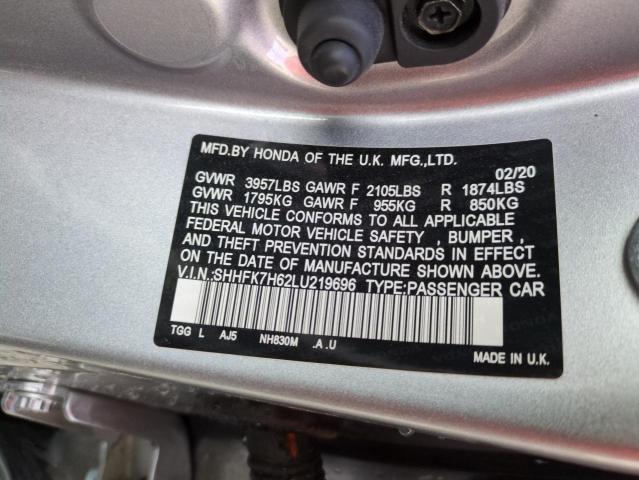 MFD.BY HONDA OF THE U.K. MFG.,LTD.
02/20
GVWR 3957LBS GAWR F 2105LBS R 1874LBS
GVWR 1795KG GAWR F 955KG R 850KG
THIS VEHICLE CONFORMS TO ALL APPLICABLE
FEDERAL MOTOR VEHICLE SAFETY , BUMPER ,
AND THEFT PREVENTION STANDARDS IN EFFECT
ON THE DATE OF MANUFACTURE SHOWN ABOVE.
V.I.N.:SHHFK7H62LU219696 TYPE:PASSENGER CAR
TGG L AJ5 NH830M .A.U
MADE IN U.K.